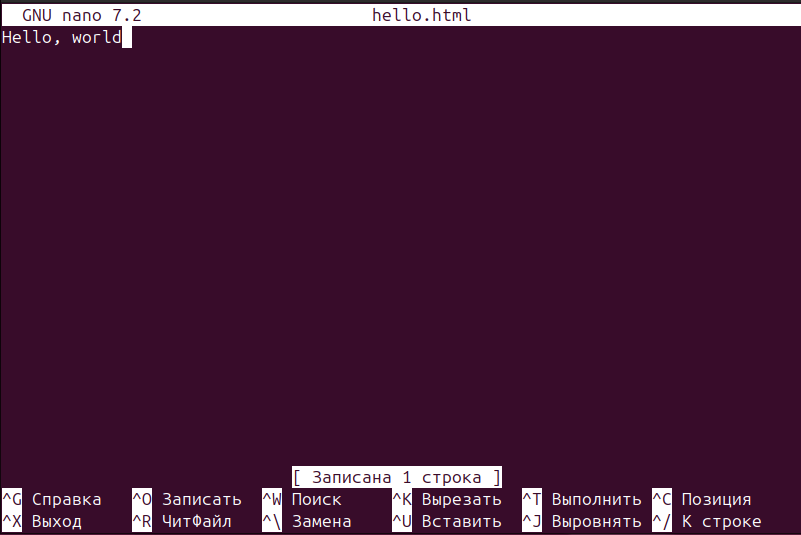 GNU nano 7.2 hello.html
Hello, world
[ Записана 1 строка ]
^G Справка ^O Записать ^W Поиск ^K Вырезать ^T Выполнить ^C Позиция
^X Выход ^R ЧитФайл ^\ Замена ^U Вставить ^J Выровнять ^/ К строке